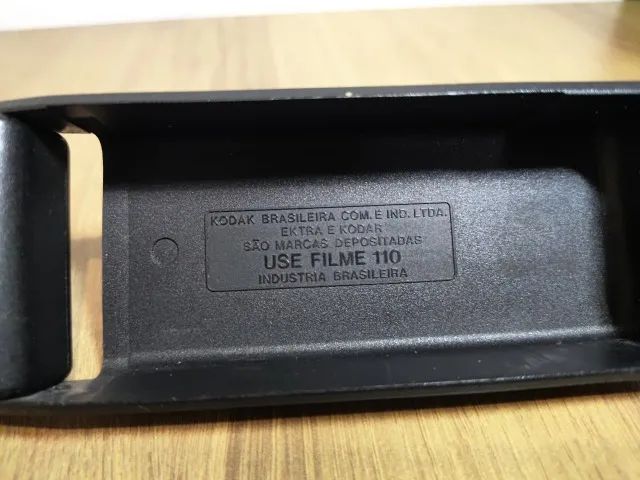 KODAK BRASILEIRA COM. E IND. LTDA.
EKTRA E KODAR
SÃO MARCAS DEPOSITADAS
USE FILME 110
INDUSTRIA BRASILEIRA